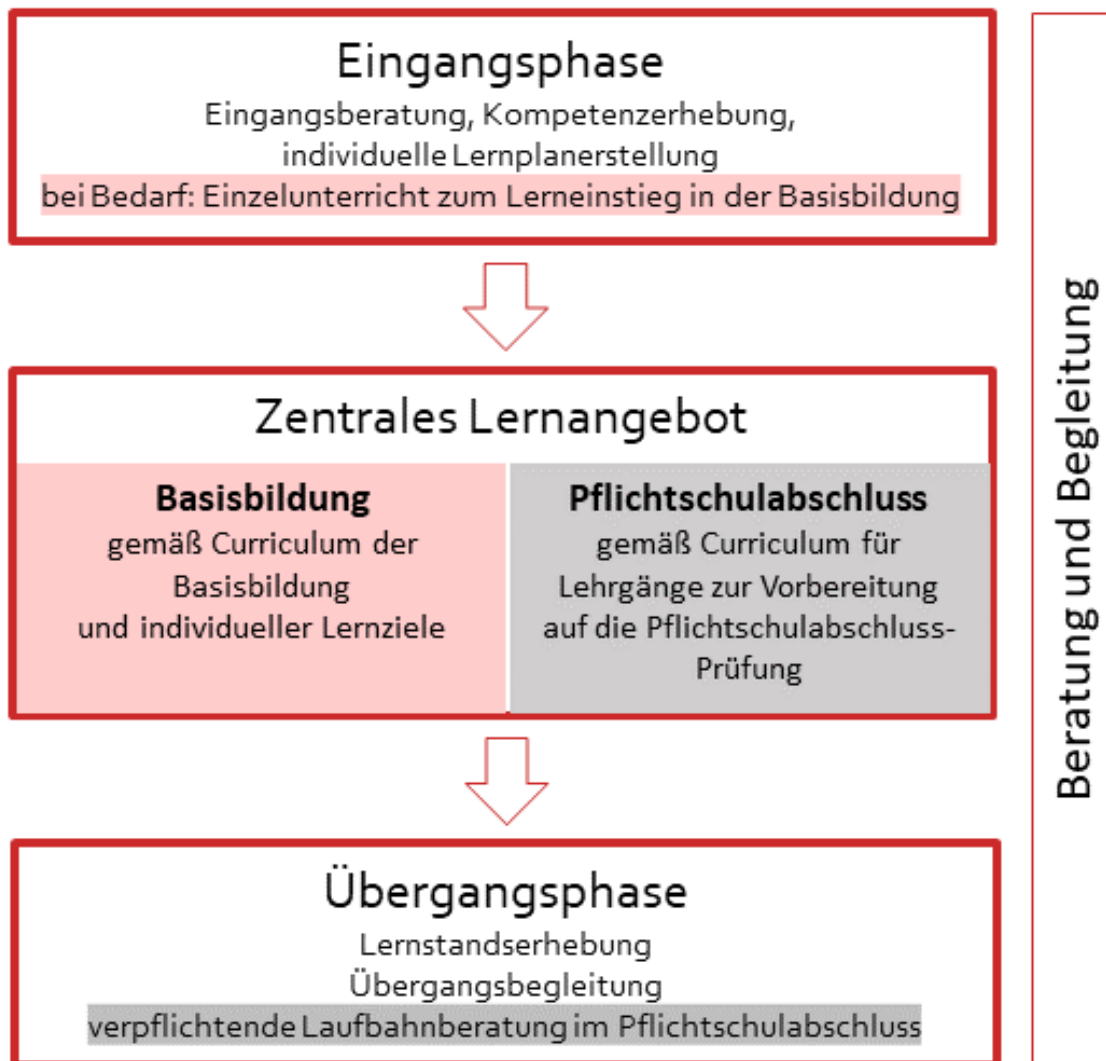 Eingangsphase
Eingangsberatung, Kompetenzerhebung,
individuelle Lernplanerstellung
bei Bedarf: Einzelunterricht zum Lerneinstieg in der Basisbildung
Zentrales Lernangebot
Basisbildung
gemäß Curriculum der
Basisbildung
und individueller Lernziele
Pflichtschulabschluss
gemäß Curriculum für
Lehrgänge zur Vorbereitung
auf die Pflichtschulabschluss-
Prüfung
Übergangsphase
Lernstandserhebung
Übergangsbegleitung
verpflichtende Laufbahnberatung im Pflichtschulabschluss
Beratung und Begleitung